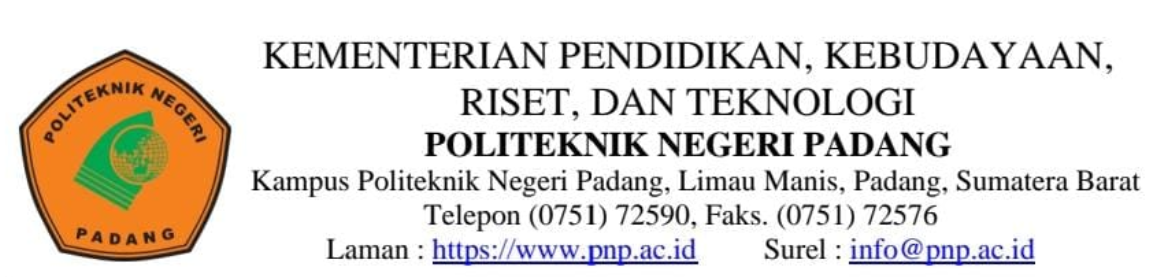 POLITEKNIK NEGERI
PADANG
KEMENTERIAN PENDIDIKAN, KEBUDAYAAN,
RISET, DAN TEKNOLOGI
POLITEKNIK NEGERI PADANG
Kampus Politeknik Negeri Padang, Limau Manis, Padang, Sumatera Barat
Telepon (0751) 72590, Faks. (0751) 72576
Laman : https://www.pnp.ac.id Surel : info@pnp.ac.id